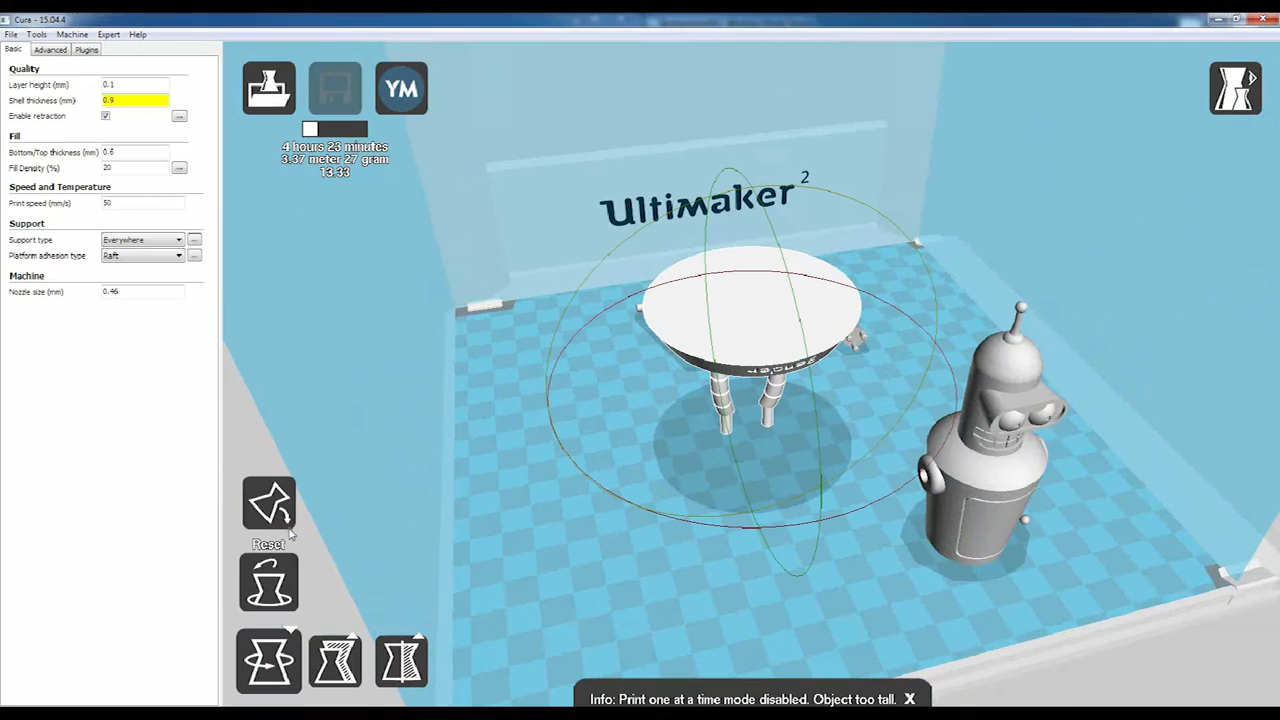 Cura - 15.04.4
File Tools Machine Expert Help
Basic Advanced Plugins
Quality
Layer height (mm) 0.1
Shell thickness (mm) 0.9
Enable retraction
...
Fill
Bottom/Top thickness (mm) 0.6
Fill Density (%) 20 ...
Speed and Temperature
Print speed (mm/s) 50
Support
Support type Everywhere ...
Platform adhesion type Raft ...
Machine
Nozzle size (mm) 0.46
YM
4 hours 23 minutes
3.37 meter 27 gram
13.33
Ultimaker 2
Bender
Reset
Info: Print one at a time mode disabled. Object too tall. X